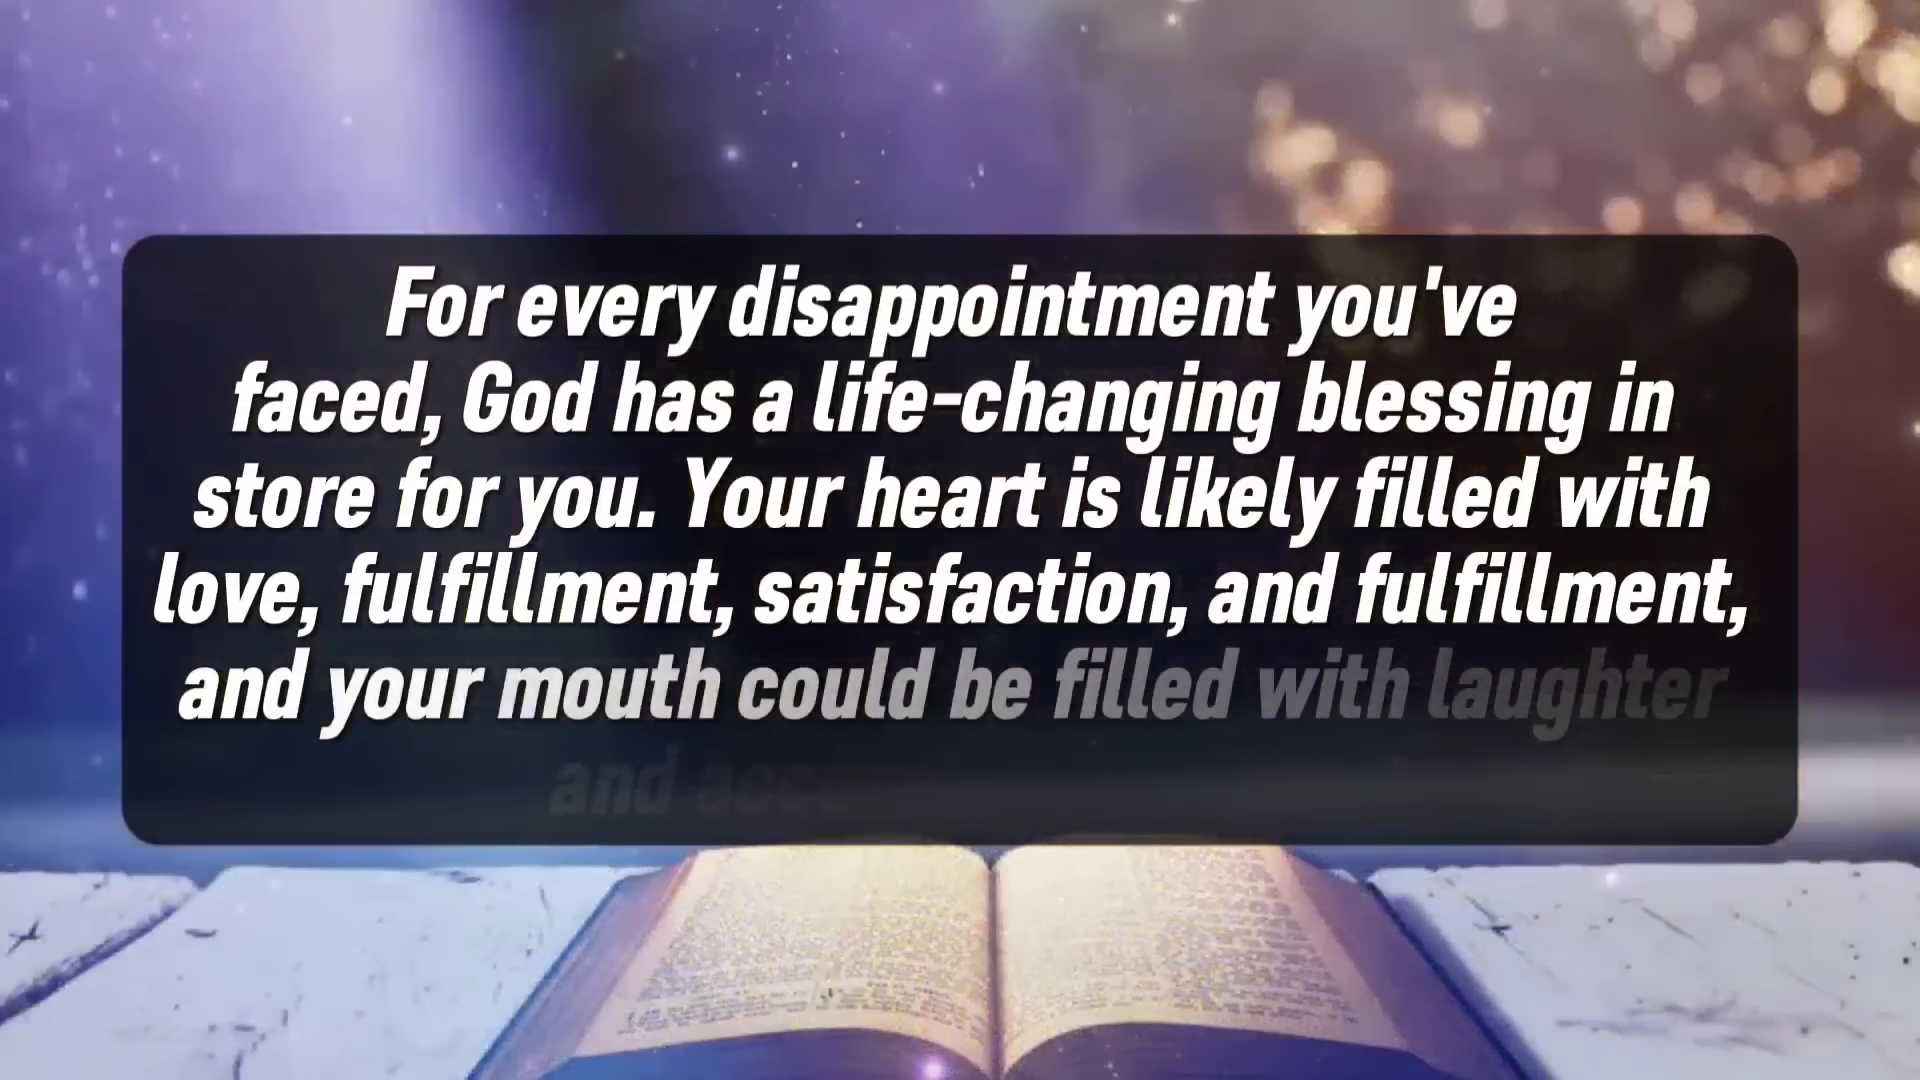 For every disappointment you've
faced, God has a life-changing blessing in
store for you. Your heart is likely filled with
love, fulfillment, satisfaction, and fulfillment,
and your mouth could be filled with laughter
and